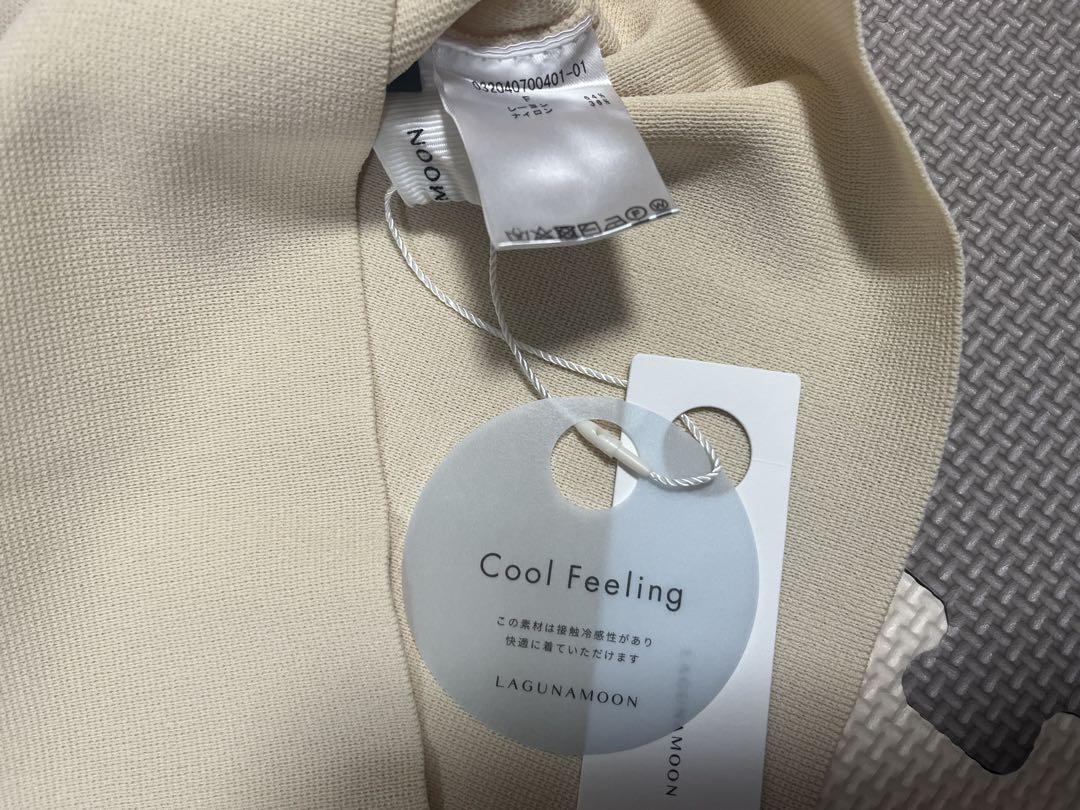 032040700401-01
F
レーヨン 64%
ナイロン 36%
MOON
Cool Feeling
この素材は接触冷感性があり
快適に着ていただけます
LAGUNAMOON
LAGUNAMOON